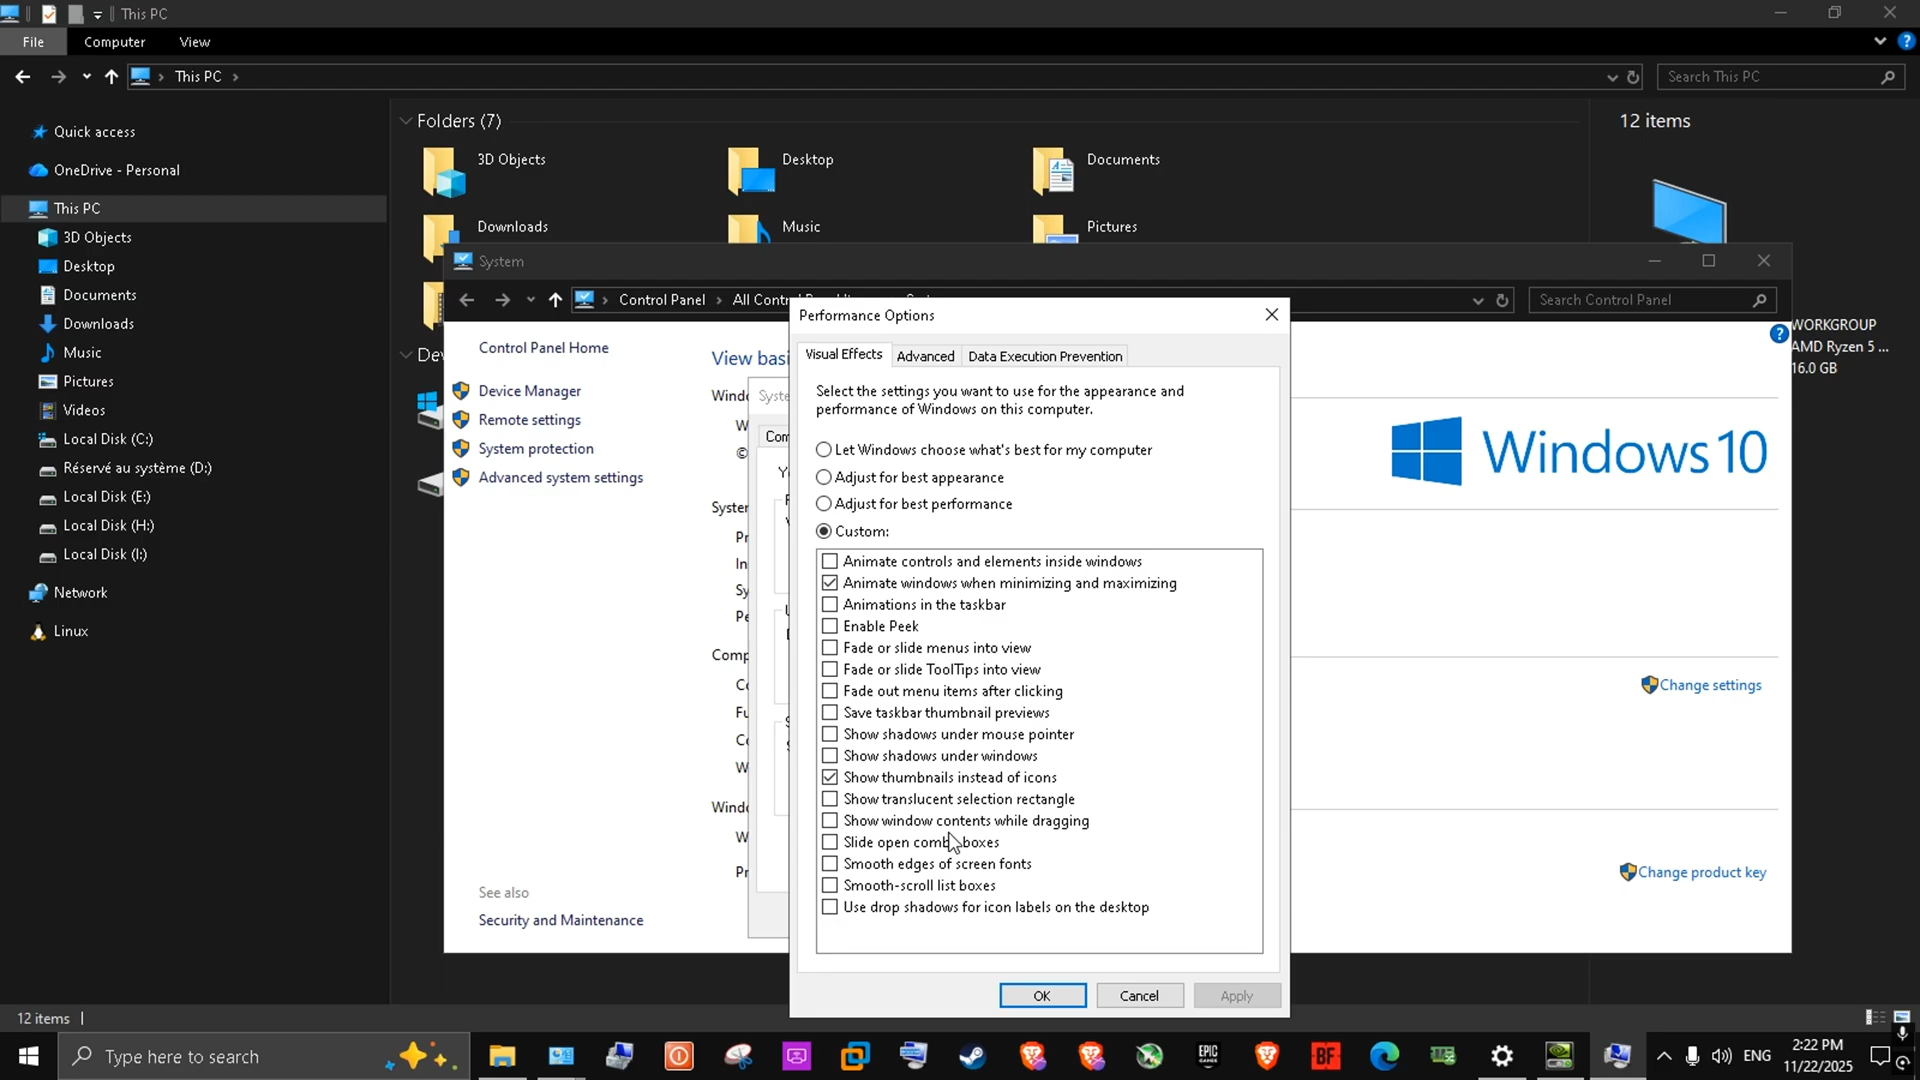 This PC
File
Computer
View
This PC
Search This PC
Quick access
OneDrive - Personal
This PC
3D Objects
Desktop
Documents
Downloads
Music
Pictures
Videos
Local Disk (C:)
Réservé au système (D:)
Local Disk (E:)
Local Disk (H:)
Local Disk (I:)
Network
Linux
Folders (7)
3D Objects
Desktop
Documents
Downloads
Music
Pictures
12 items
WORKGROUP
AMD Ryzen 5 ...
16.0 GB
System
Control Panel
Search Control Panel
Control Panel Home
Device Manager
Remote settings
System protection
Advanced system settings
See also
Security and Maintenance
View basi
System
Comp
Windows 10
Change settings
Change product key
Performance Options
Visual Effects
Advanced
Data Execution Prevention
Select the settings you want to use for the appearance and
performance of Windows on this computer.
Let Windows choose what's best for my computer
Adjust for best appearance
Adjust for best performance
Custom:
Animate controls and elements inside windows
Animate windows when minimizing and maximizing
Animations in the taskbar
Enable Peek
Fade or slide menus into view
Fade or slide ToolTips into view
Fade out menu items after clicking
Save taskbar thumbnail previews
Show shadows under mouse pointer
Show shadows under windows
Show thumbnails instead of icons
Show translucent selection rectangle
Show window contents while dragging
Slide open combo boxes
Smooth edges of screen fonts
Smooth-scroll list boxes
Use drop shadows for icon labels on the desktop
OK
Cancel
Apply
12 items
Type here to search
EPIC
GAMES
BF
ENG
2:22 PM
11/22/2025